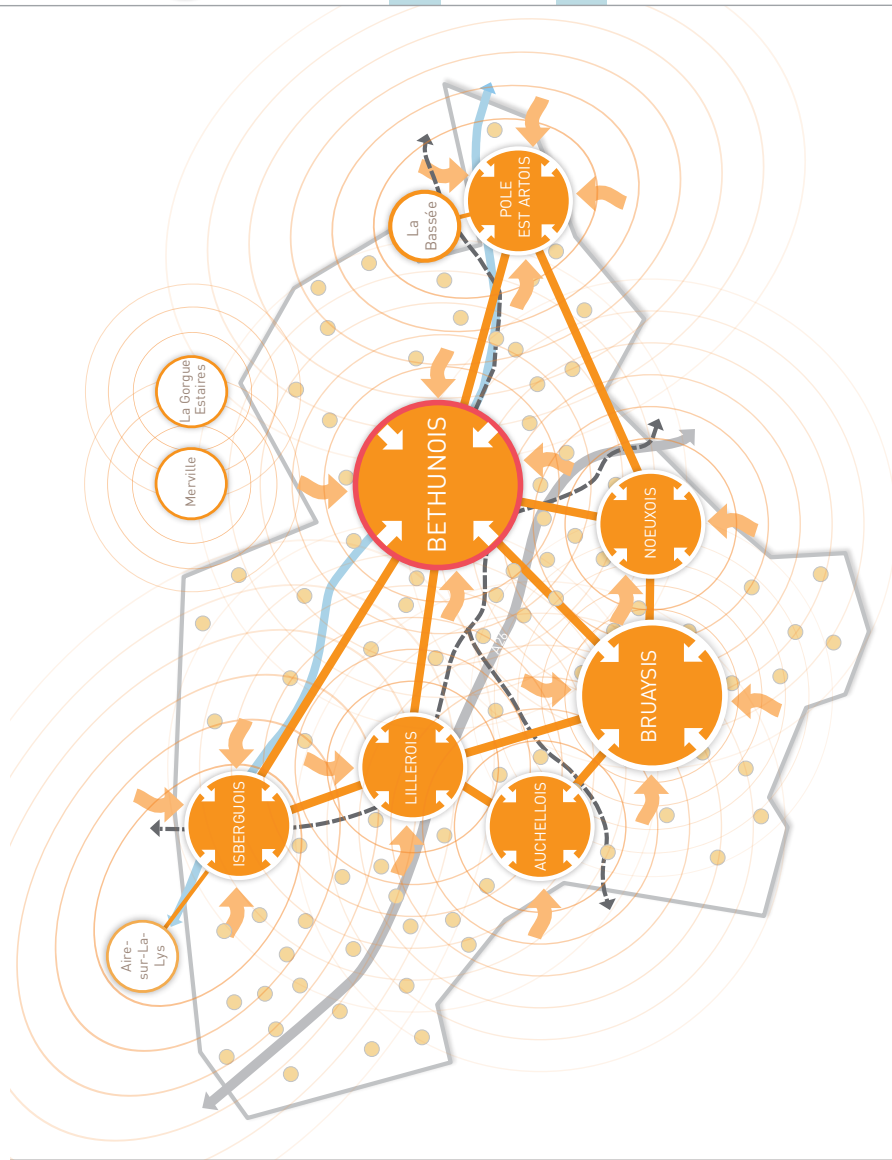 POLE
EST ARTOIS
La
Bassée
La Gorgue
Estaires
Merville
BETHUNOIS
NOEUXOIS
A26
BRUAYSIS
LILLEROIS
ISBERGUOIS
AUCHELLOIS
Aire-
sur-La-
Lys